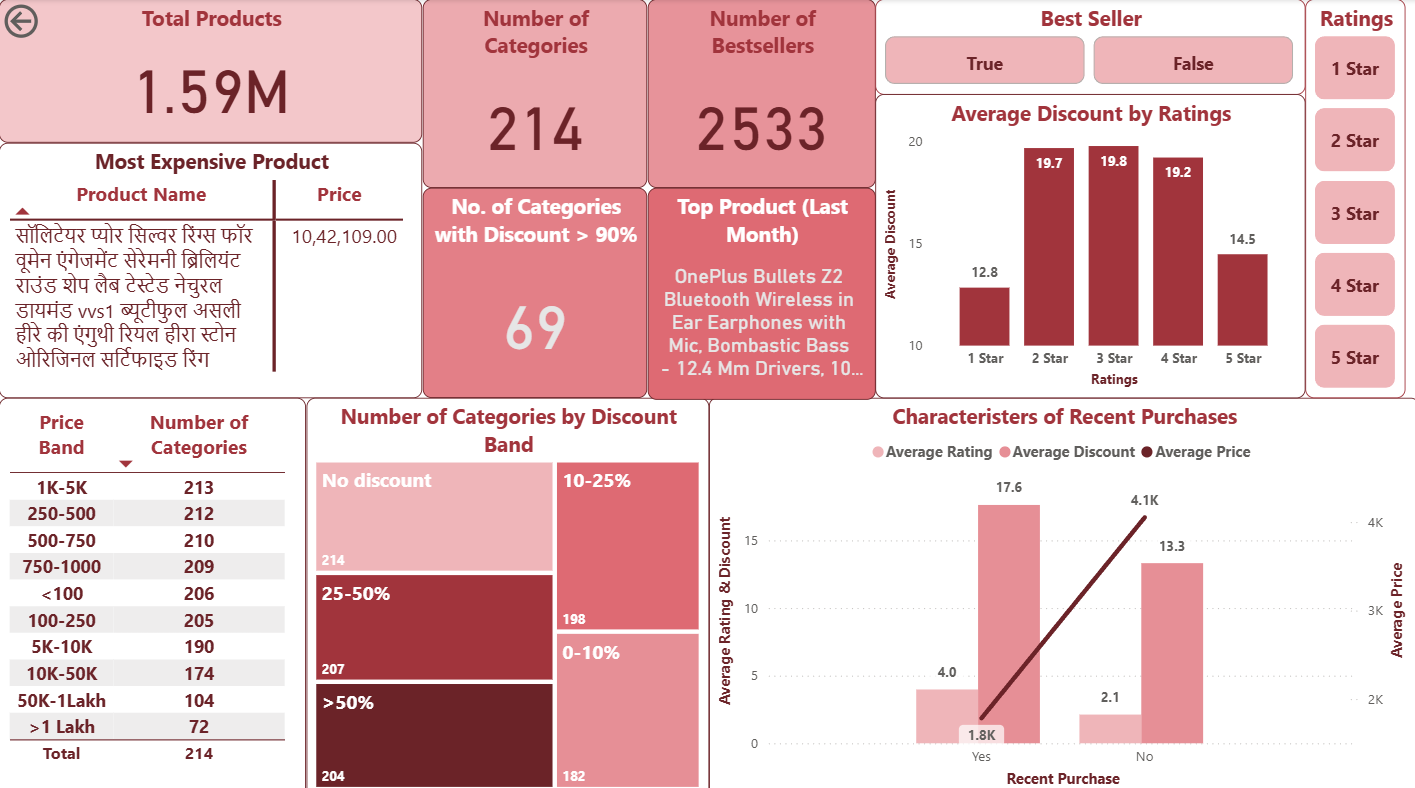 Total Products
1.59M
Number of
Categories
214
Number of
Bestsellers
2533
Best Seller
True
False
Ratings
1 Star
2 Star
3 Star
4 Star
5 Star
Most Expensive Product
Product Name
Price
सॉलिटेयर प्योर सिल्वर रिंग्स फॉर
वूमेन एंगेजमेंट सेरेमनी ब्रिलियंट
राउंड शेप लैब टेस्टेड नेचुरल
डायमंड vvs1 ब्यूटीफुल असली
हीरे की एंगुथी रियल हीरा स्टोन
ओरिजिनल सर्टिफाइड रिंग
10,42,109.00
No. of Categories
with Discount > 90%
69
Top Product (Last
Month)
OnePlus Bullets Z2
Bluetooth Wireless in
Ear Earphones with
Mic, Bombastic Bass
- 12.4 Mm Drivers, 10...
Average Discount by Ratings
Average Discount
20
15
10
12.8
19.7
19.8
19.2
14.5
1 Star
2 Star
3 Star
4 Star
5 Star
Ratings
Price
Band
Number of
Categories
1K-5K 213
250-500 212
500-750 210
750-1000 209
<100 206
100-250 205
5K-10K 190
10K-50K 174
50K-1Lakh 104
>1 Lakh 72
Total 214
Number of Categories by Discount
Band
No discount
214
25-50%
207
>50%
204
10-25%
198
0-10%
182
Characteristers of Recent Purchases
Average Rating Average Discount Average Price
Average Rating & Discount
15
10
5
0
17.6
4.0
1.8K
4.1K
13.3
2.1
4K
3K
2K
Average Price
Yes
No
Recent Purchase